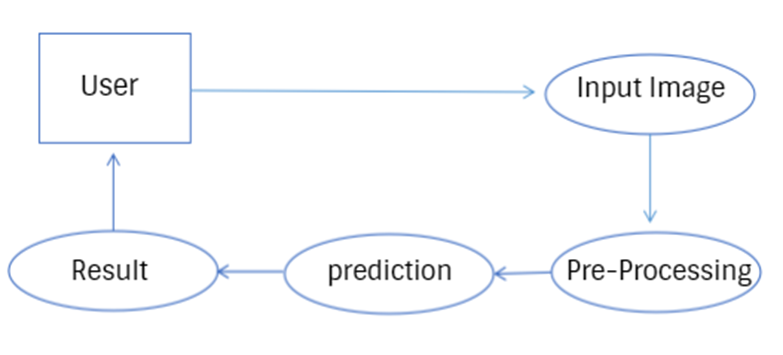 User
Input Image
Result
prediction
Pre-Processing